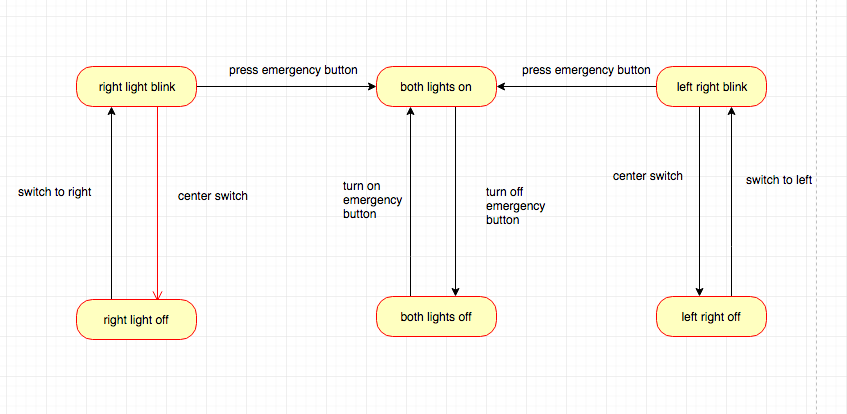 press emergency button
press emergency button
right light blink
both lights on
left right blink
switch to right
center switch
turn on
emergency
button
turn off
emergency
button
center switch
switch to left
right light off
both lights off
left right off